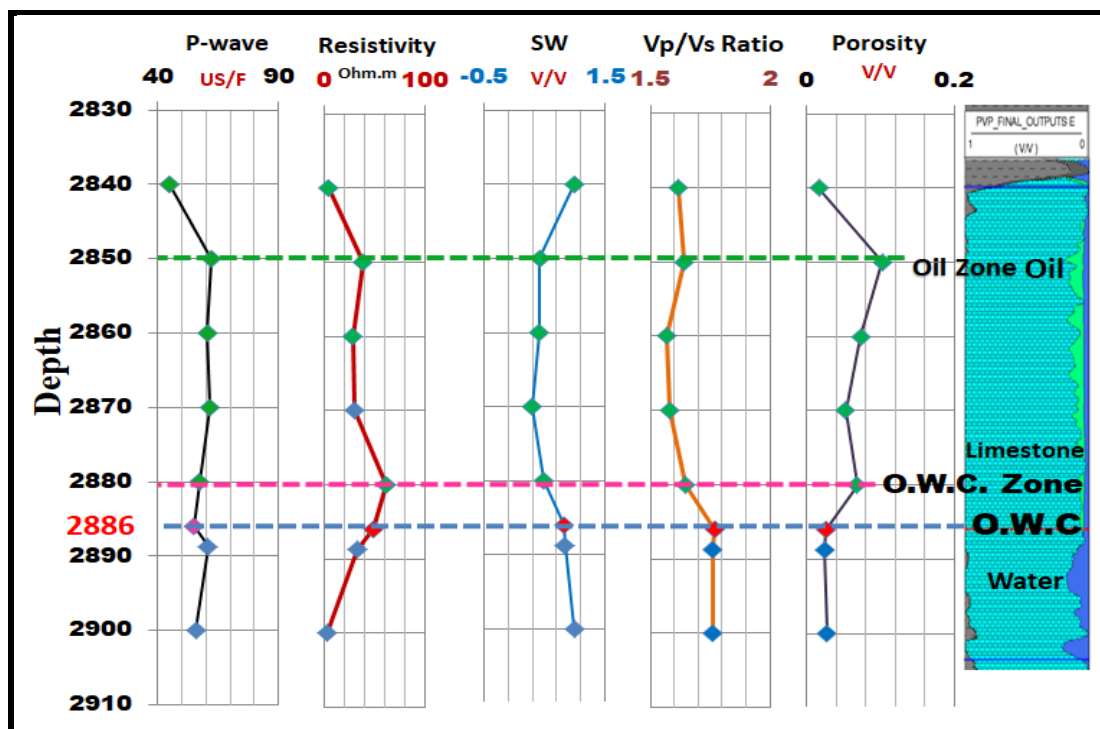 P-wave Resistivity SW Vp/Vs Ratio Porosity
40 US/F 90 0 Ohm.m 100 -0.5 V/V 1.5 1.5 2 0 V/V 0.2
2830
PVP_FINAL_OUTPUTS E
1 (V/V) 0
2840
2850
Oil Zone Oil
2860
Depth
2870
Limestone
2880 O.W.C. Zone
2886 O.W.C
2890
Water
2900
2910